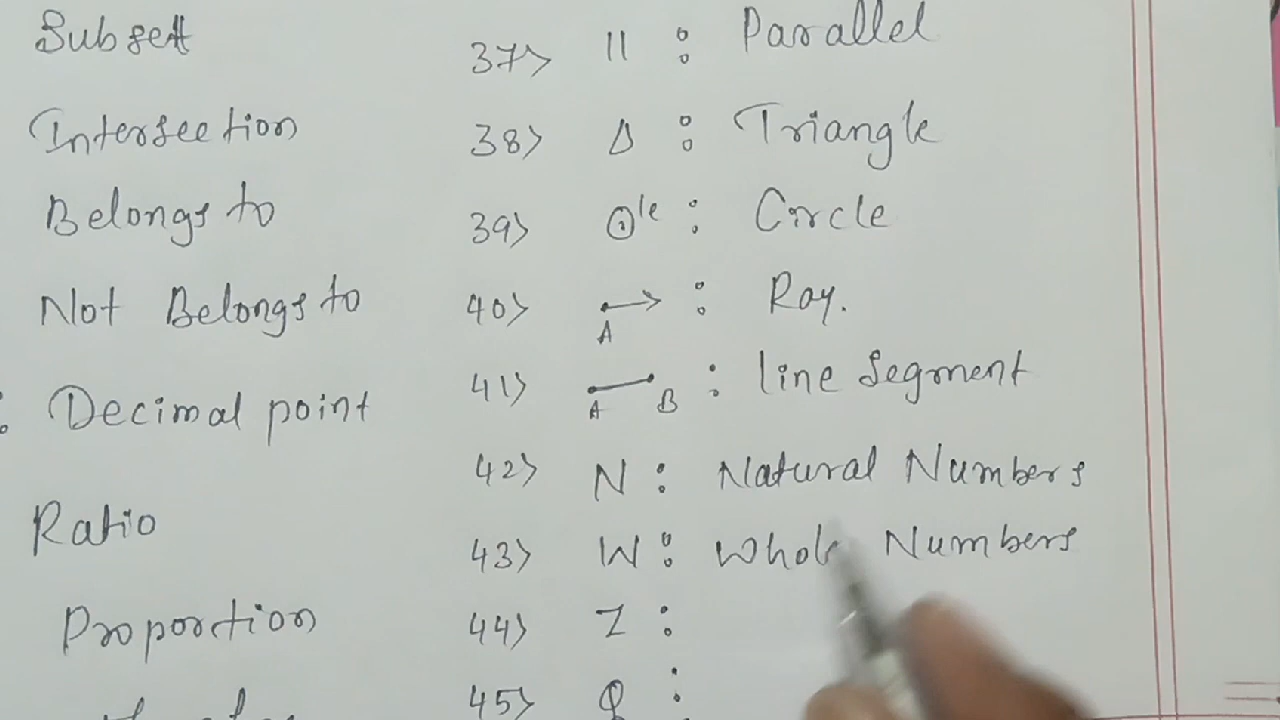 Subset
Intersection
Belongs to
Not Belongs to
: Decimal point
Ratio
Proportion
37> || : Parallel
38> Δ : Triangle
39> ⊙le : Circle
40> A → : Ray.
41> A B : line segment
42> N : Natural Numbers
43> W : Whole Numbers
44> Z :
45> Q :